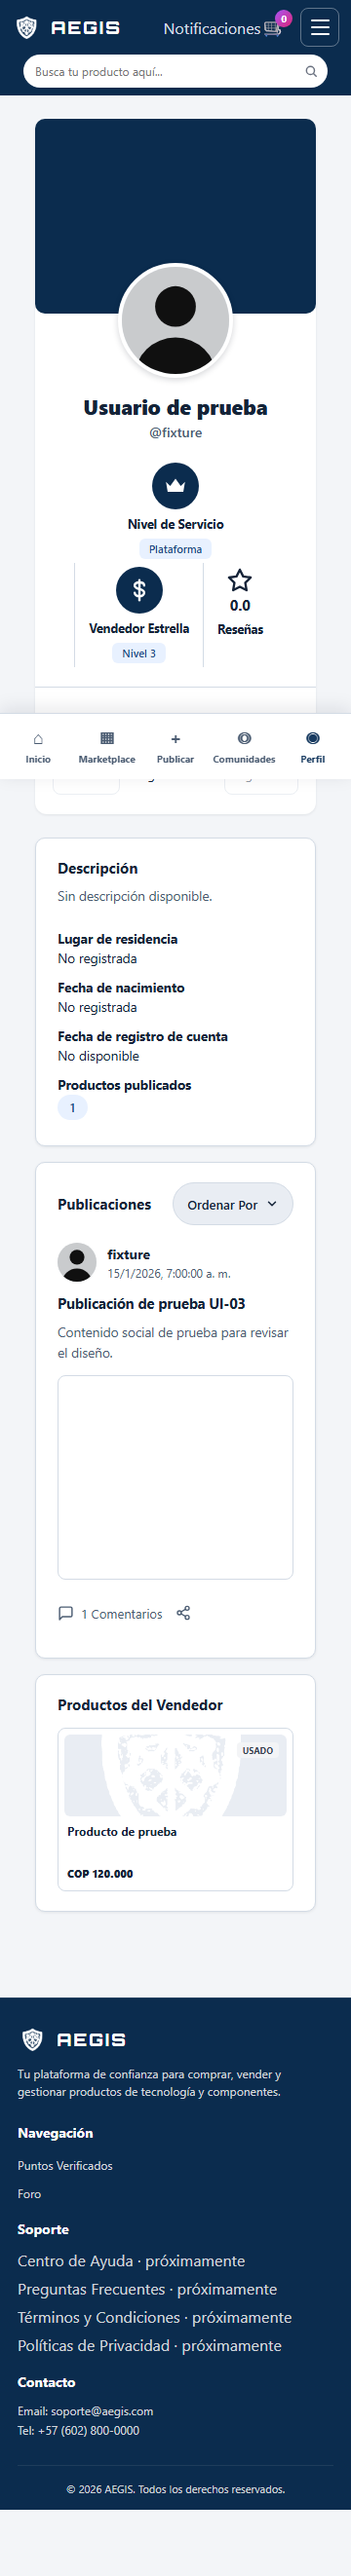 AEGIS
Notificaciones
0
Busca tu producto aquí...
Usuario de prueba
@fixture
Nivel de Servicio
Plataforma
Vendedor Estrella
Nivel 3
0.0
Reseñas
Inicio
Marketplace
Publicar
Comunidades
Perfil
Descripción
Sin descripción disponible.
Lugar de residencia
No registrada
Fecha de nacimiento
No registrada
Fecha de registro de cuenta
No disponible
Productos publicados
1
Publicaciones
Ordenar Por
fixture
15/1/2026, 7:00:00 a. m.
Publicación de prueba UI-03
Contenido social de prueba para revisar
el diseño.
1 Comentarios
Productos del Vendedor
USADO
Producto de prueba
COP 120.000
AEGIS
Tu plataforma de confianza para comprar, vender y
gestionar productos de tecnología y componentes.
Navegación
Puntos Verificados
Foro
Soporte
Centro de Ayuda · próximamente
Preguntas Frecuentes · próximamente
Términos y Condiciones · próximamente
Políticas de Privacidad · próximamente
Contacto
Email: soporte@aegis.com
Tel: +57 (602) 800-0000
© 2026 AEGIS. Todos los derechos reservados.